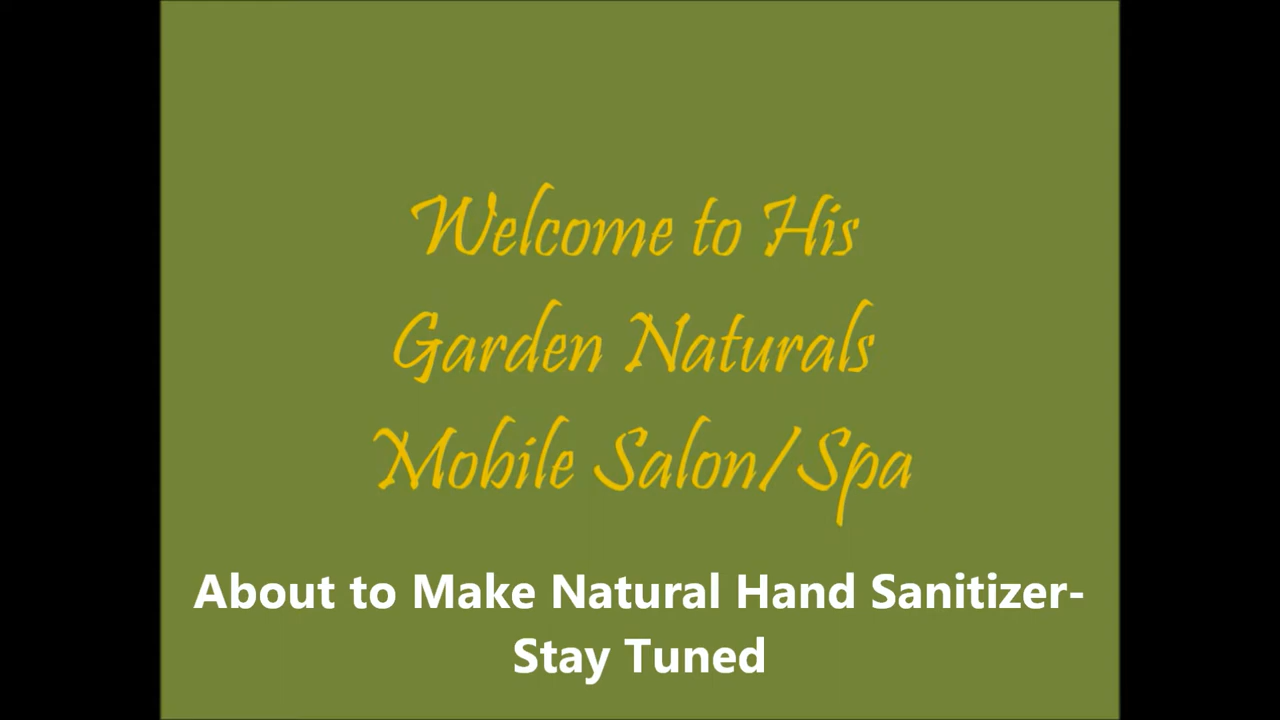 Welcome to His
Garden Naturals
Mobile Salon/Spa
About to Make Natural Hand Sanitizer-
Stay Tuned